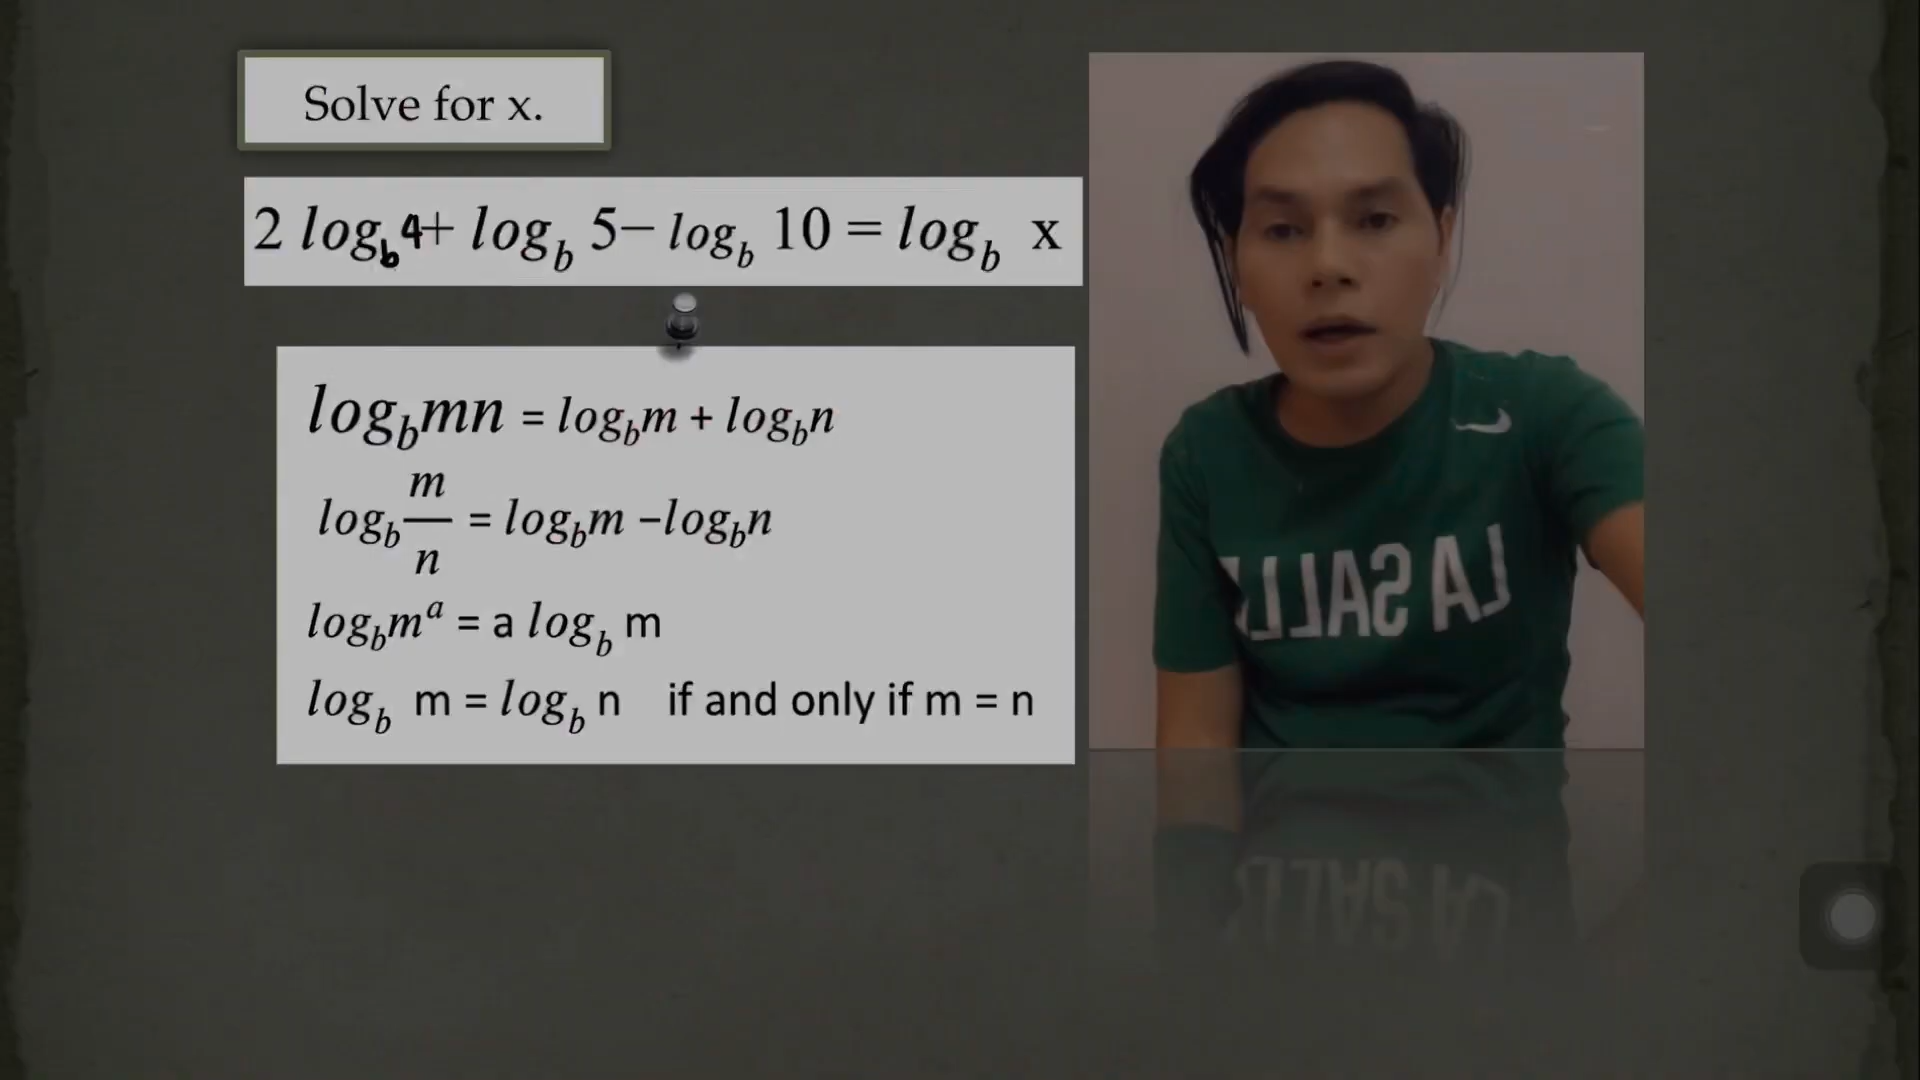 Solve for x.
2 log_b 4 + log_b 5 − log_b 10 = log_b x
log_b mn = log_b m + log_b n
log_b m/n = log_b m − log_b n
log_b m^a = a log_b m
log_b m = log_b n if and only if m = n
LA SALL